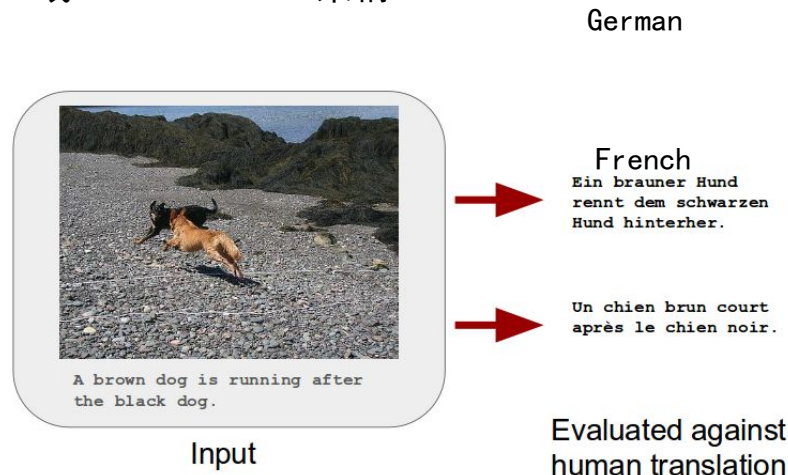 German
French
Ein brauner Hund
rennt dem schwarzen
Hund hinterher.
Un chien brun court
après le chien noir.
A brown dog is running after
the black dog.
Input
Evaluated against
human translation